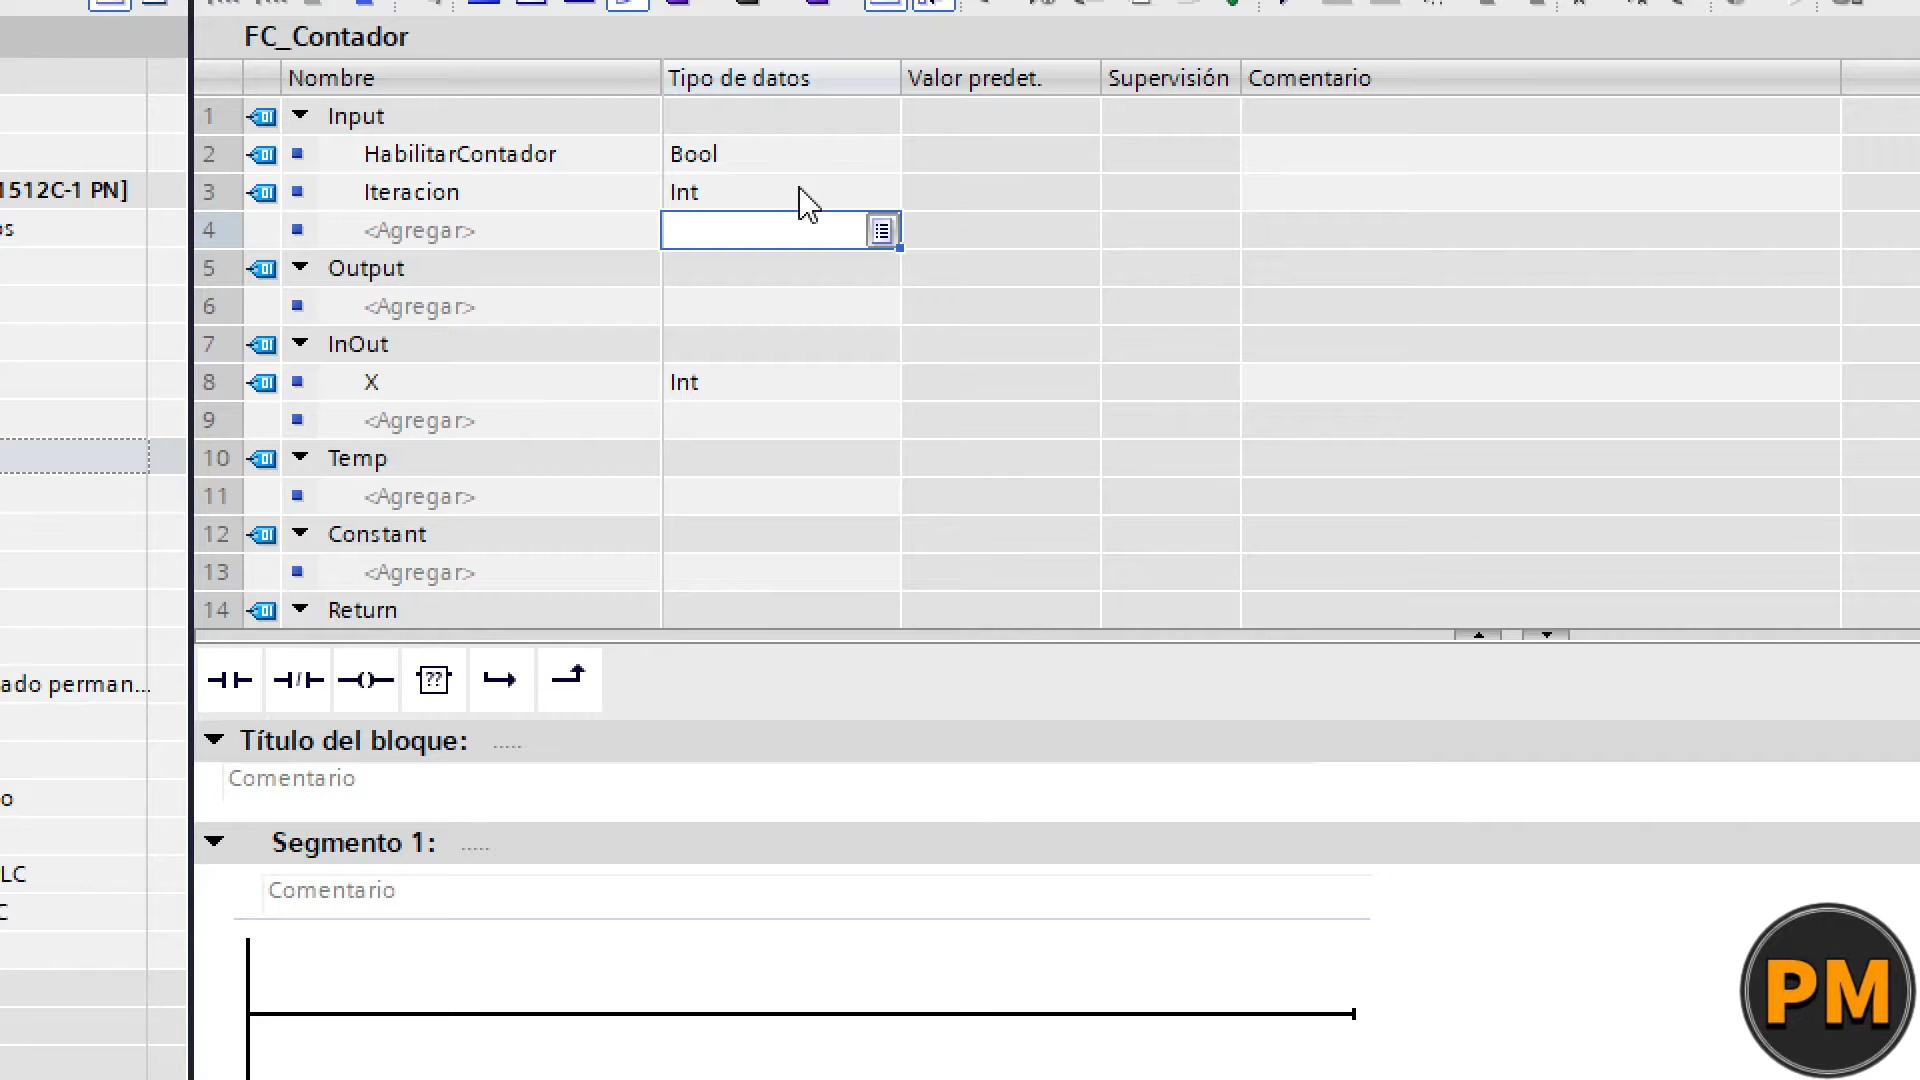 FC_Contador
Nombre Tipo de datos Valor predet. Supervisión Comentario
1 Input
2 HabilitarContador Bool
3 Iteracion Int
4 <Agregar>
5 Output
6 <Agregar>
7 InOut
8 X Int
9 <Agregar>
10 Temp
11 <Agregar>
12 Constant
13 <Agregar>
14 Return
1512C-1 PN]
os
ado perman...
o
LC
C
??
Título del bloque: .....
Comentario
Segmento 1: .....
Comentario
PM